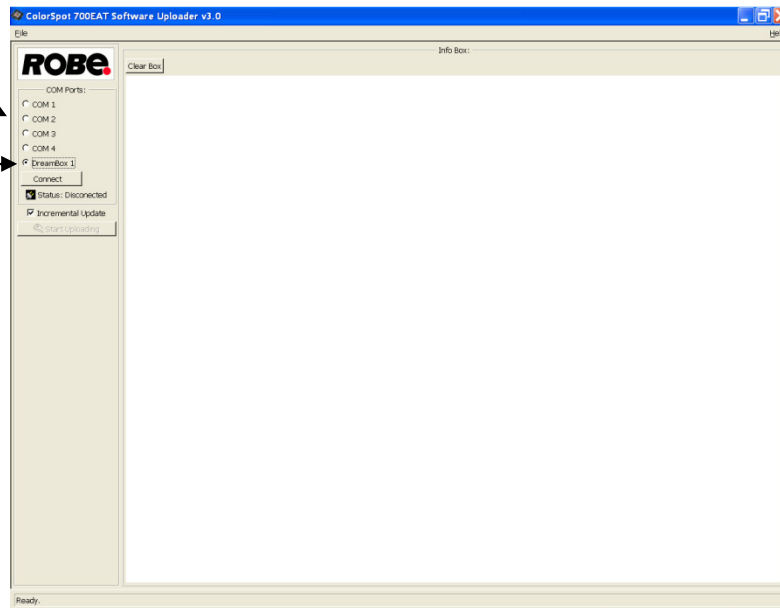 ColorSpot 700EAT Software Uploader v3.0
File
Hel
ROBE.
Info Box:
Clear Box
COM Ports:
COM 1
COM 2
COM 3
COM 4
DreamBox 1
Connect
Status: Disconected
Incremental Update
Start Uploading
Ready.